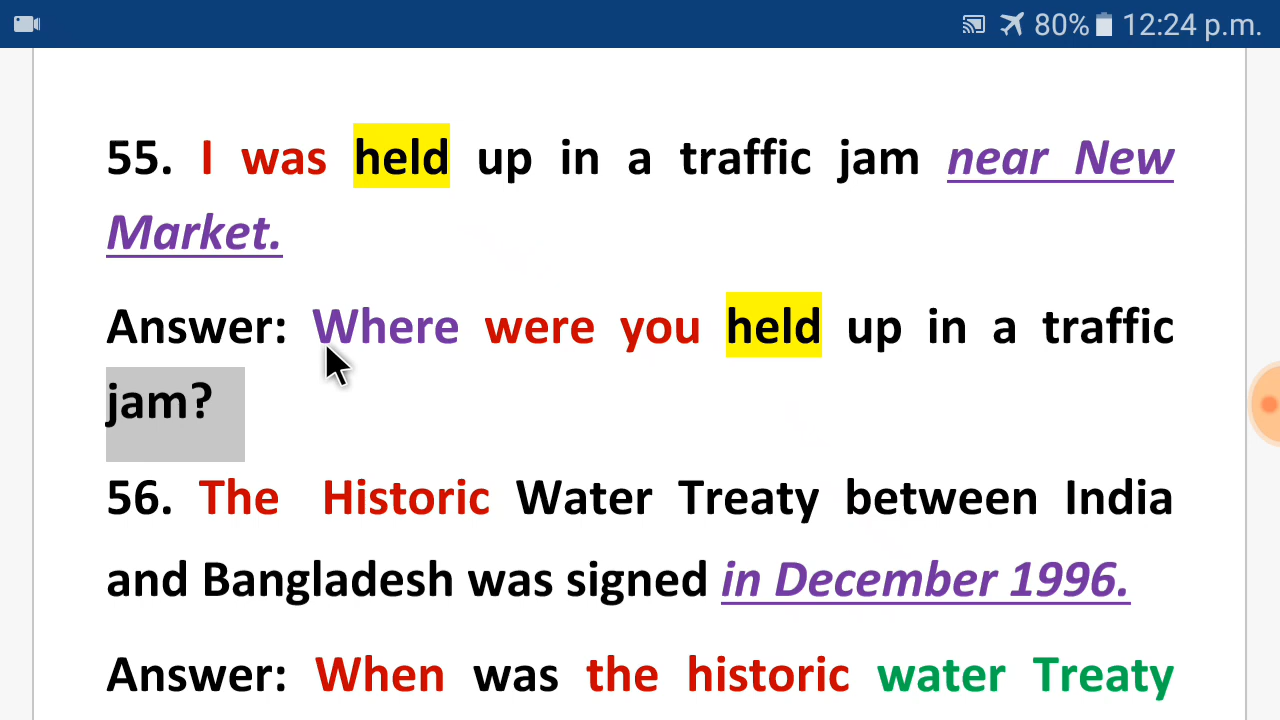 80% 12:24 p.m.
55. I was held up in a traffic jam near New
Market.
Answer: Where were you held up in a traffic
jam?
56. The Historic Water Treaty between India
and Bangladesh was signed in December 1996.
Answer: When was the historic water Treaty